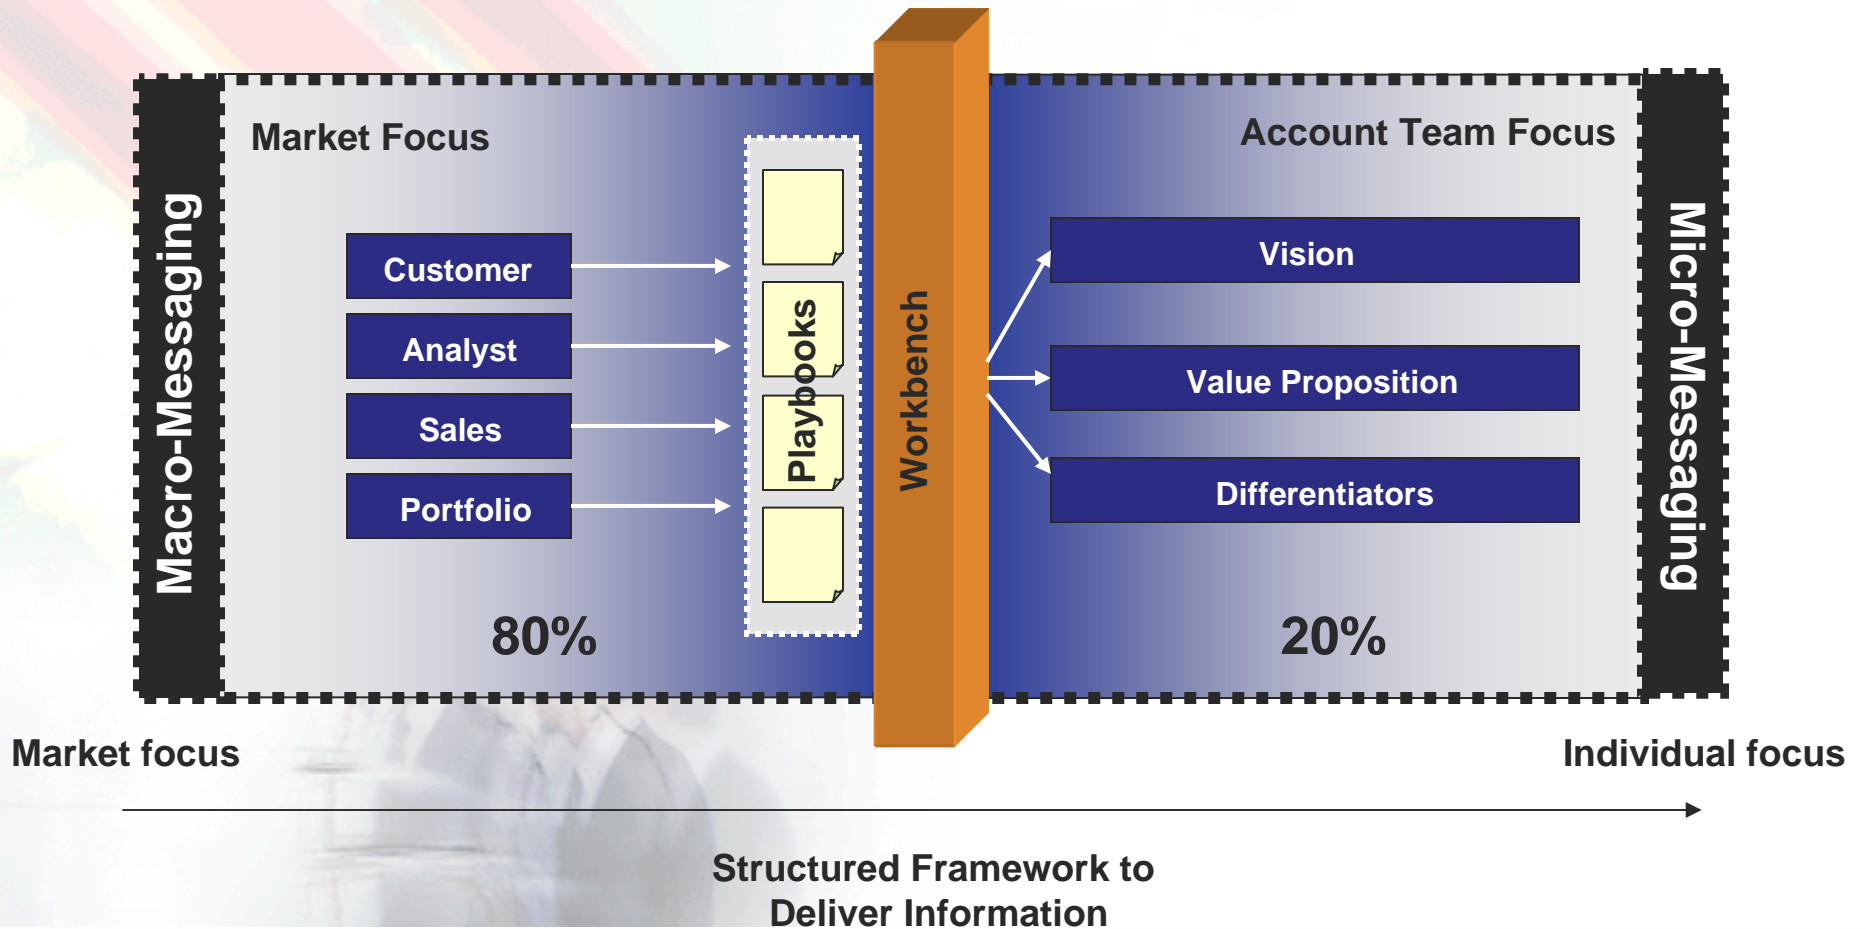 Market Focus
Account Team Focus
Macro-Messaging
Customer
Analyst
Sales
Portfolio
Playbooks
Workbench
Vision
Value Proposition
Differentiators
Micro-Messaging
80%
20%
Market focus
Individual focus
Structured Framework to
Deliver Information